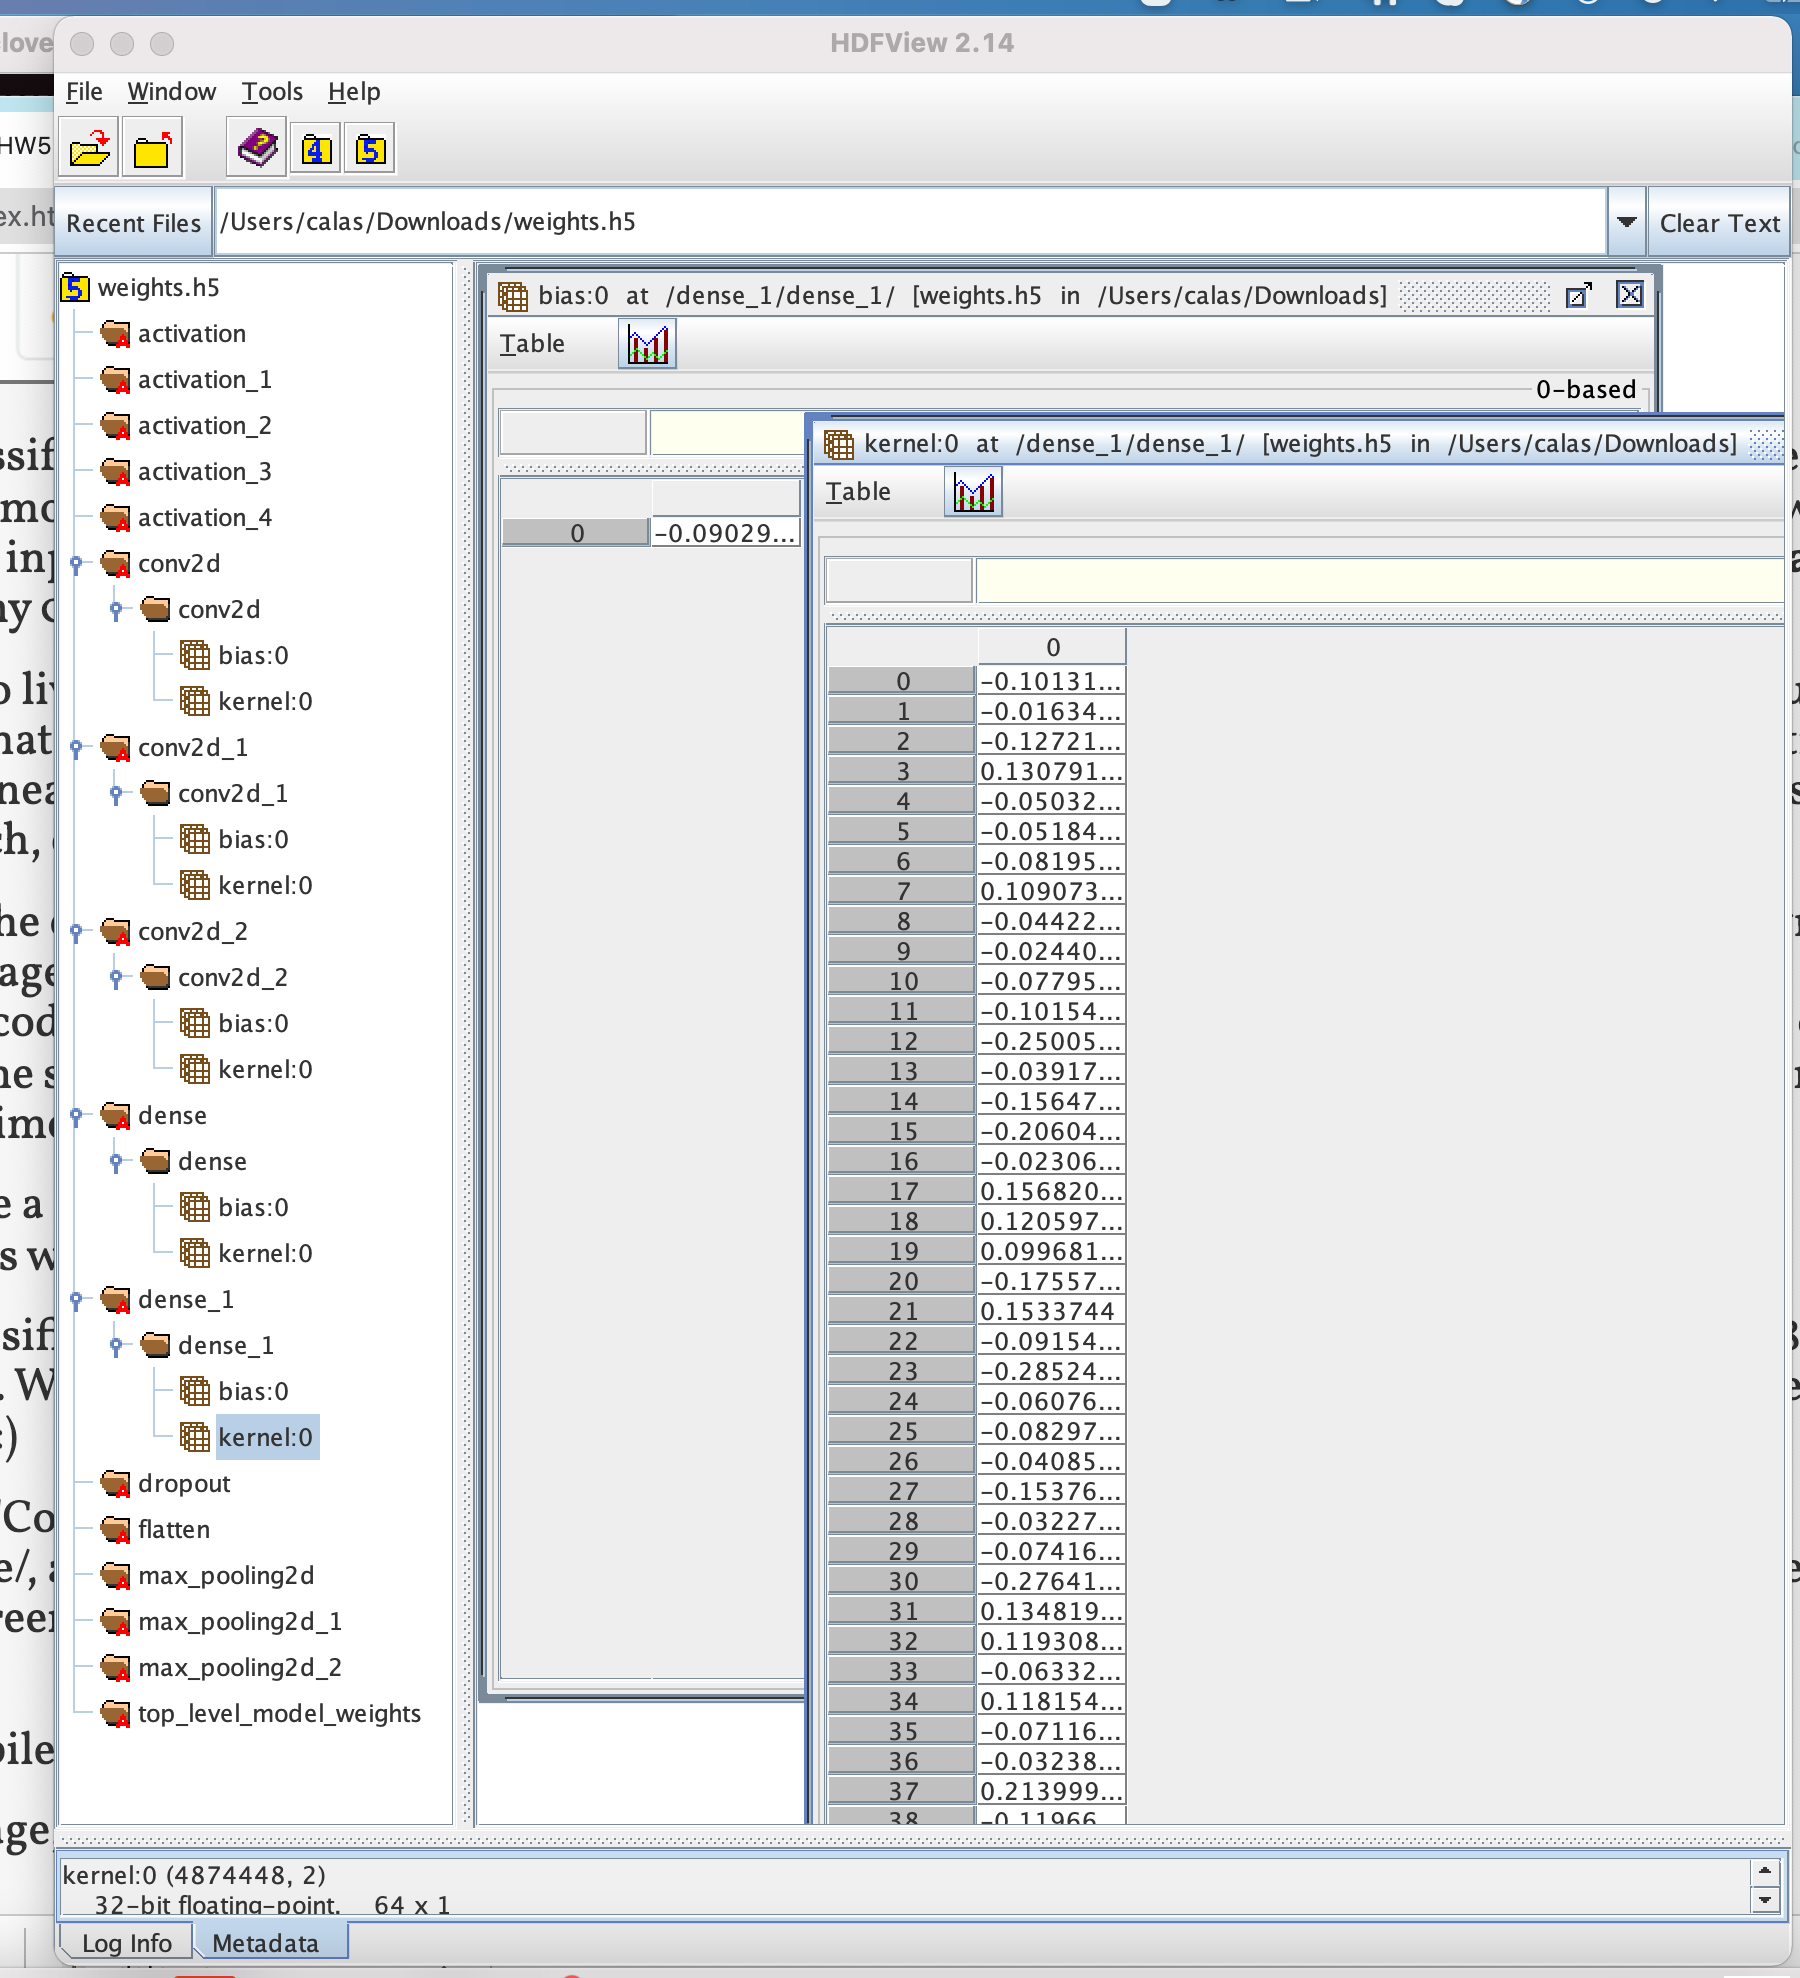 HDFView 2.14
File Window Tools Help
4 5
Recent Files /Users/calas/Downloads/weights.h5 Clear Text
5 weights.h5
activation
activation_1
activation_2
activation_3
activation_4
conv2d
conv2d
bias:0
kernel:0
conv2d_1
conv2d_1
bias:0
kernel:0
conv2d_2
conv2d_2
bias:0
kernel:0
dense
dense
bias:0
kernel:0
dense_1
dense_1
bias:0
kernel:0
dropout
flatten
max_pooling2d
max_pooling2d_1
max_pooling2d_2
top_level_model_weights
bias:0 at /dense_1/dense_1/ [weights.h5 in /Users/calas/Downloads]
Table
0-based
0 -0.09029...
kernel:0 at /dense_1/dense_1/ [weights.h5 in /Users/calas/Downloads]
Table
0
0 -0.10131...
1 -0.01634...
2 -0.12721...
3 0.130791...
4 -0.05032...
5 -0.05184...
6 -0.08195...
7 0.109073...
8 -0.04422...
9 -0.02440...
10 -0.07795...
11 -0.10154...
12 -0.25005...
13 -0.03917...
14 -0.15647...
15 -0.20604...
16 -0.02306...
17 0.156820...
18 0.120597...
19 0.099681...
20 -0.17557...
21 0.1533744
22 -0.09154...
23 -0.28524...
24 -0.06076...
25 -0.08297...
26 -0.04085...
27 -0.15376...
28 -0.03227...
29 -0.07416...
30 -0.27641...
31 0.134819...
32 0.119308...
33 -0.06332...
34 0.118154...
35 -0.07116...
36 -0.03238...
37 0.213999...
38 -0.11966
kernel:0 (4874448, 2)
32-bit floating-point, 64 x 1
Log Info Metadata
HW5